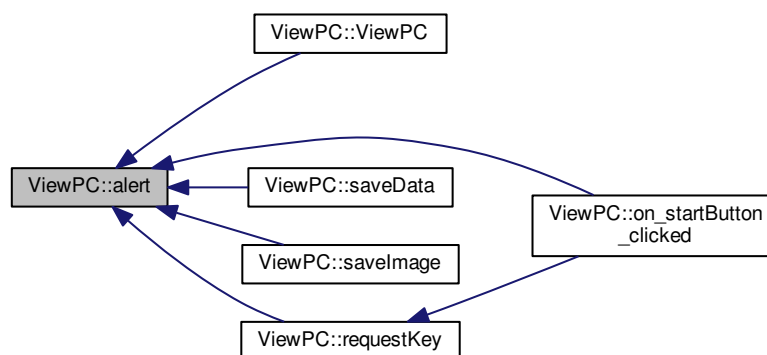 ViewPC::ViewPC
ViewPC::alert
ViewPC::saveData
ViewPC::on_startButton
_clicked
ViewPC::saveImage
ViewPC::requestKey